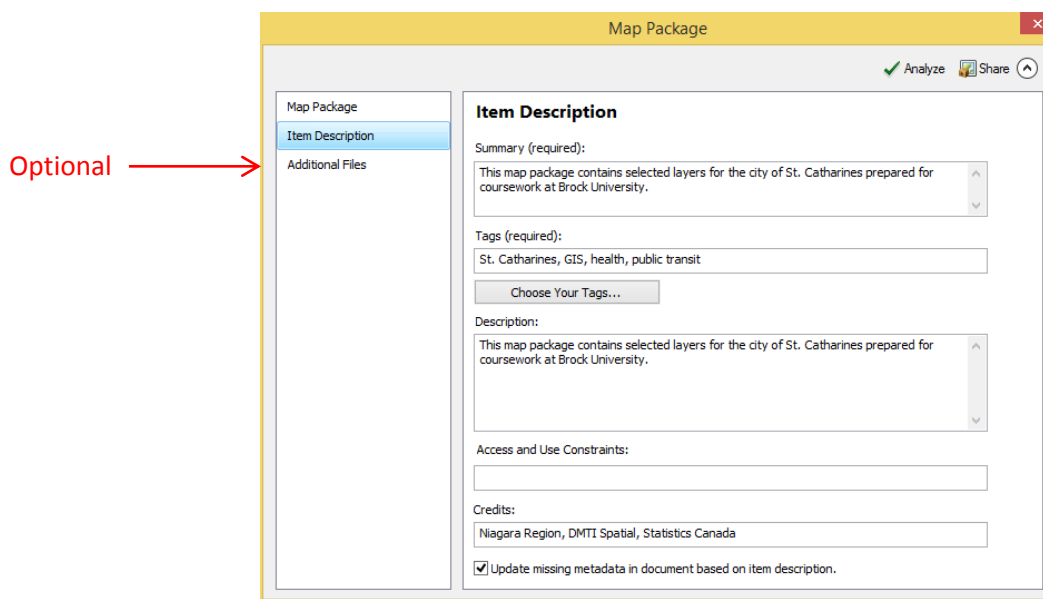 Map Package
Analyze Share
Map Package
Item Description
Optional
Additional Files
Item Description
Summary (required):
This map package contains selected layers for the city of St. Catharines prepared for
coursework at Brock University.
Tags (required):
St. Catharines, GIS, health, public transit
Choose Your Tags...
Description:
This map package contains selected layers for the city of St. Catharines prepared for
coursework at Brock University.
Access and Use Constraints:
Credits:
Niagara Region, DMTI Spatial, Statistics Canada
Update missing metadata in document based on item description.